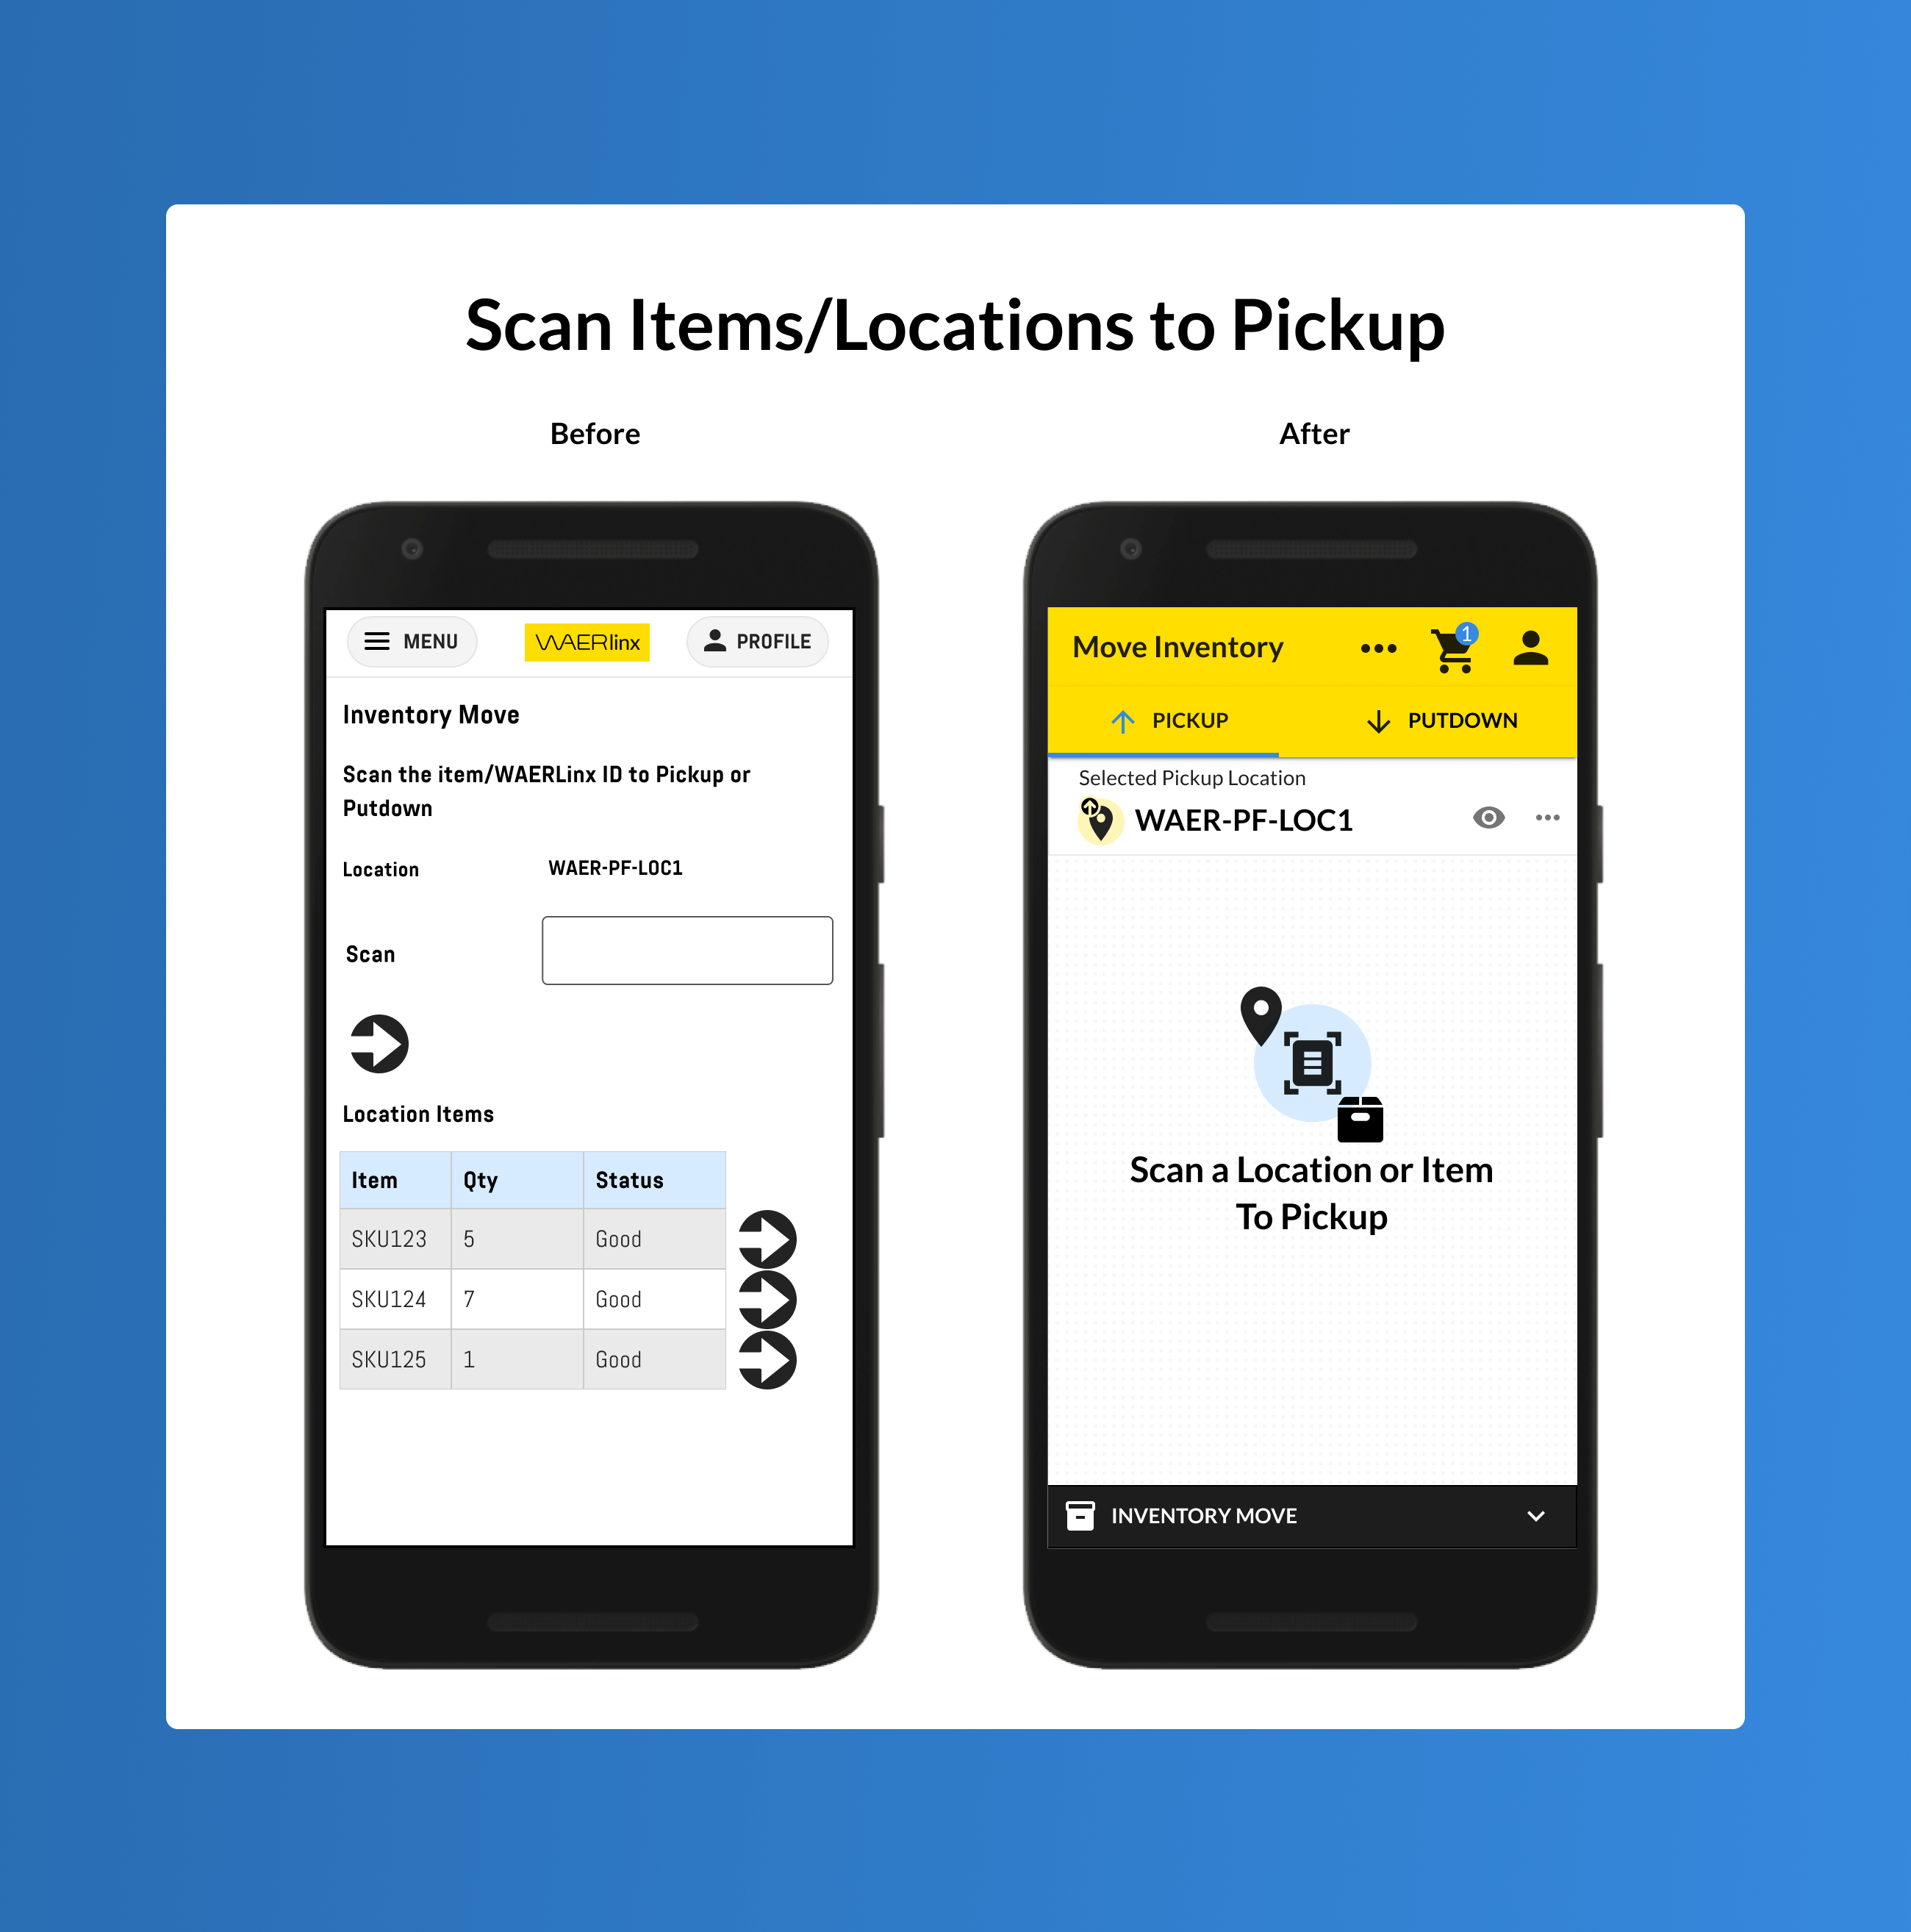 Scan Items/Locations to Pickup
Before
After
MENU
WAERlinx
PROFILE
Inventory Move
Scan the item/WAERLinx ID to Pickup or
Putdown
Location WAER-PF-LOC1
Scan
Location Items
Item Qty Status
SKU123 5 Good
SKU124 7 Good
SKU125 1 Good
Move Inventory
1
PICKUP
PUTDOWN
Selected Pickup Location
WAER-PF-LOC1
Scan a Location or Item
To Pickup
INVENTORY MOVE